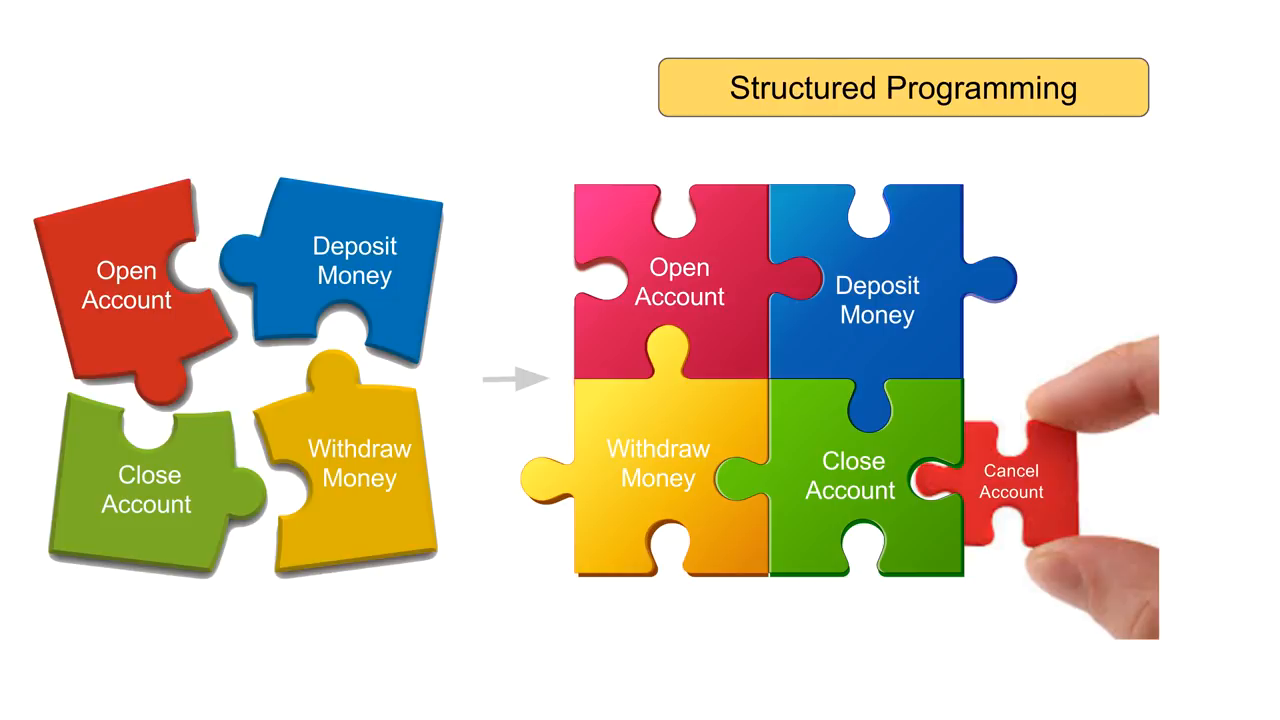 Structured Programming
Open
Account
Deposit
Money
Close
Account
Withdraw
Money
Open
Account
Deposit
Money
Withdraw
Money
Close
Account
Cancel
Account